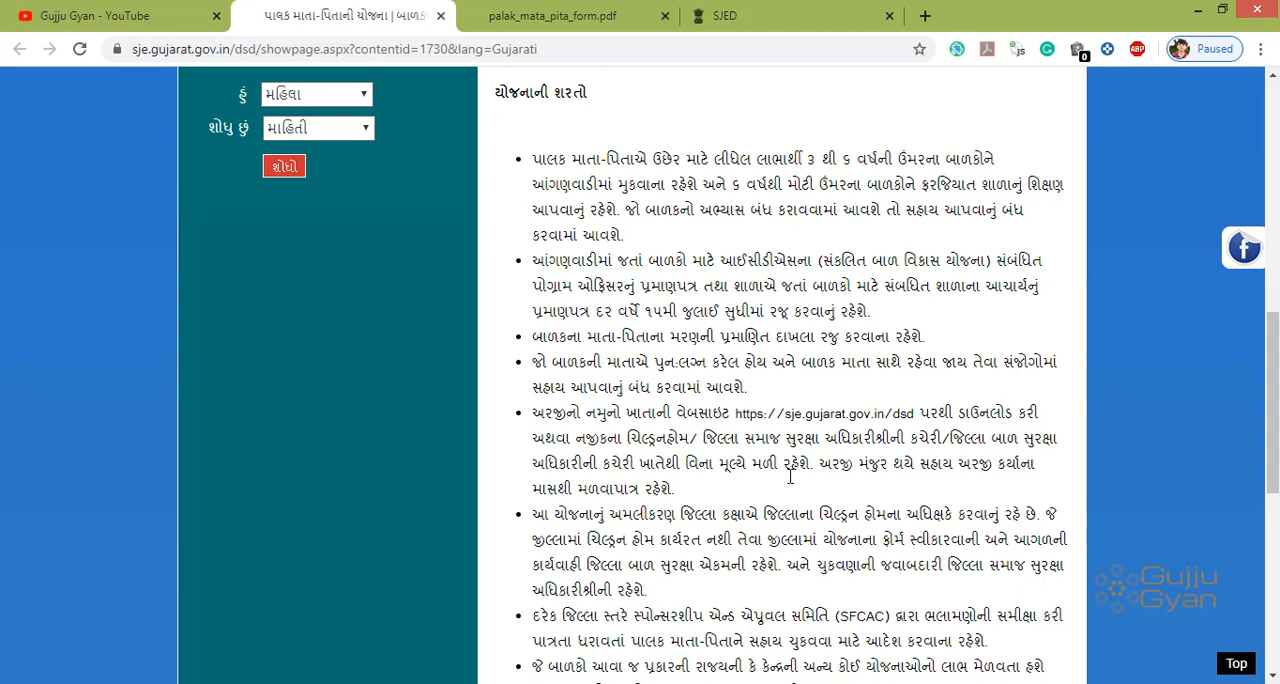 Gujju Gyan - YouTube
પાલક માતા-પિતાની યોજના | બાળક
palak_mata_pita_form.pdf
SJED
sje.gujarat.gov.in/dsd/showpage.aspx?contentid=1730&lang=Gujarati
0
ABP
Paused
હું
મહિલા
શોધુ છું
માહિતી
શોધો
યોજનાની શરતો
• પાલક માતા-પિતાએ ઉછેર માટે લીધેલ લાભાર્થી 3 થી ૬ વર્ષની ઉંમરના બાળકોને
આંગણવાડીમાં મુકવાના રહેશે અને ૬ વર્ષથી મોટી ઉંમરના બાળકોને ફરજિયાત શાળાનું શિક્ષણ
આપવાનું રહેશે. જો બાળકનો અભ્યાસ બંધ કરાવવામાં આવશે તો સહાય આપવાનું બંધ
કરવામાં આવશે.
• આંગણવાડીમાં જતાં બાળકો માટે આઈસીડીએસના (સંકલિત બાળ વિકાસ યોજના) સંબંધિત
પોગ્રામ ઓફિસરનું પ્રમાણપત્ર તથા શાળાએ જતાં બાળકો માટે સંબધિત શાળાના આચાર્યનું
પ્રમાણપત્ર દર વર્ષે ૧૫મી જુલાઈ સુધીમાં રજૂ કરવાનું રહેશે.
• બાળકના માતા-પિતાના મરણની પ્રમાણિત દાખલા રજુ કરવાના રહેશે.
• જો બાળકની માતાએ પુન:લગ્ન કરેલ હોય અને બાળક માતા સાથે રહેવા જાય તેવા સંજોગોમાં
સહાય આપવાનું બંધ કરવામાં આવશે.
• અરજીનો નમુનો ખાતાની વેબસાઇટ https://sje.gujarat.gov.in/dsd પરથી ડાઉનલોડ કરી
અથવા નજીકના ચિલ્ડ્રનહોમ/ જિલ્લા સમાજ સુરક્ષા અધિકારીશ્રીની કચેરી/જિલ્લા બાળ સુરક્ષા
અધિકારીની કચેરી ખાતેથી વિના મૂલ્યે મળી રહેશે. અરજી મંજુર થયે સહાય અરજી કર્યાના
માસથી મળવાપાત્ર રહેશે.
• આ યોજનાનું અમલીકરણ જિલ્લા કક્ષાએ જિલ્લાના ચિલ્ડ્રન હોમના અધિક્ષકે કરવાનું રહે છે. જે
જીલ્લામાં ચિલ્ડ્રન હોમ કાર્યરત નથી તેવા જીલ્લામાં યોજનાના ફોર્મ સ્વીકારવાની અને આગળની
કાર્યવાહી જિલ્લા બાળ સુરક્ષા એકમની રહેશે. અને ચુકવણાની જવાબદારી જિલ્લા સમાજ સુરક્ષા
અધિકારીશ્રીની રહેશે.
• દરેક જિલ્લા સ્તરે સ્પોન્સરશીપ એન્ડ એપ્રુવલ સમિતિ (SFCAC) દ્વારા ભલામણોની સમીક્ષા કરી
પાત્રતા ધરાવતાં પાલક માતા-પિતાને સહાય ચુકવવા માટે આદેશ કરવાના રહેશે.
• જે બાળકો આવા જ પ્રકારની રાજયની કે કેન્દ્રની અન્ય કોઈ યોજનાઓનો લાભ મેળવતા હશે
Gujju
Gyan
Top